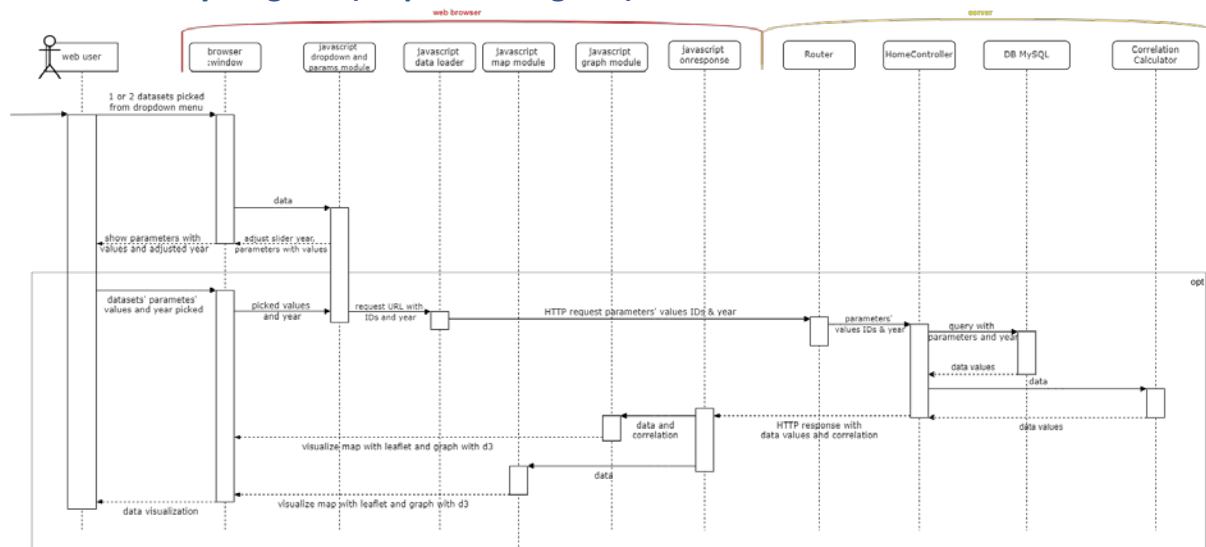 web browser
server
web user
browser
:window
javascript
dropdown and
params module
javascript
data loader
javascript
map module
javascript
graph module
javascript
onresponse
Router
HomeController
DB MySQL
Correlation
Calculator
1 or 2 datasets picked
from dropdown menu
data
show parameters with
values and adjusted year
adjust slider year,
parameters with values
opt
datasets' parametes'
values and year picked
picked values
and year
request URL with
IDs and year
HTTP request parameters' values IDs & year
parameters'
values IDs & year
query with
parameters and year
data values
data
data and
correlation
HTTP response with
data values and correlation
data values
visualize map with leaflet and graph with d3
data
visualize map with leaflet and graph with d3
data visualization